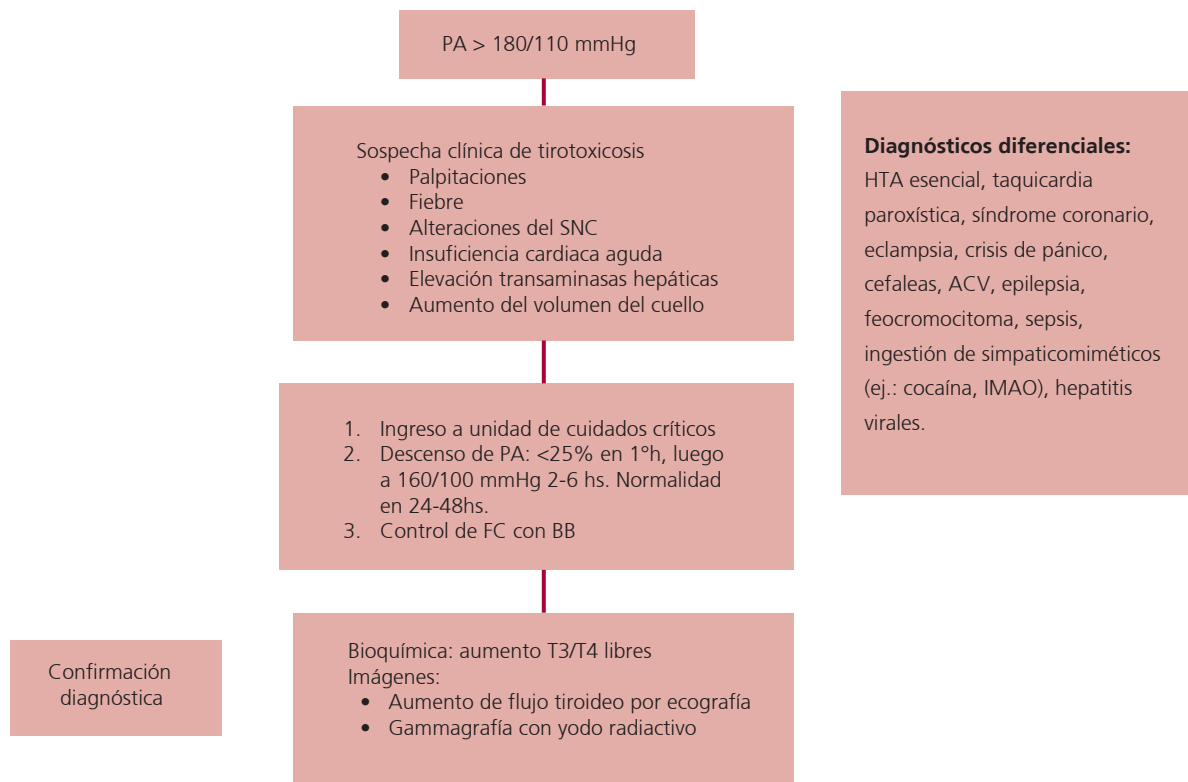 PA > 180/110 mmHg
Sospecha clínica de tirotoxicosis
• Palpitaciones
• Fiebre
• Alteraciones del SNC
• Insuficiencia cardiaca aguda
• Elevación transaminasas hepáticas
• Aumento del volumen del cuello
Diagnósticos diferenciales:
HTA esencial, taquicardia
paroxística, síndrome coronario,
eclampsia, crisis de pánico,
cefaleas, ACV, epilepsia,
feocromocitoma, sepsis,
ingestión de simpaticomiméticos
(ej.: cocaína, IMAO), hepatitis
virales.
1. Ingreso a unidad de cuidados críticos
2. Descenso de PA: <25% en 1°h, luego
a 160/100 mmHg 2-6 hs. Normalidad
en 24-48hs.
3. Control de FC con BB
Confirmación
diagnóstica
Bioquímica: aumento T3/T4 libres
Imágenes:
• Aumento de flujo tiroideo por ecografía
• Gammagrafía con yodo radiactivo